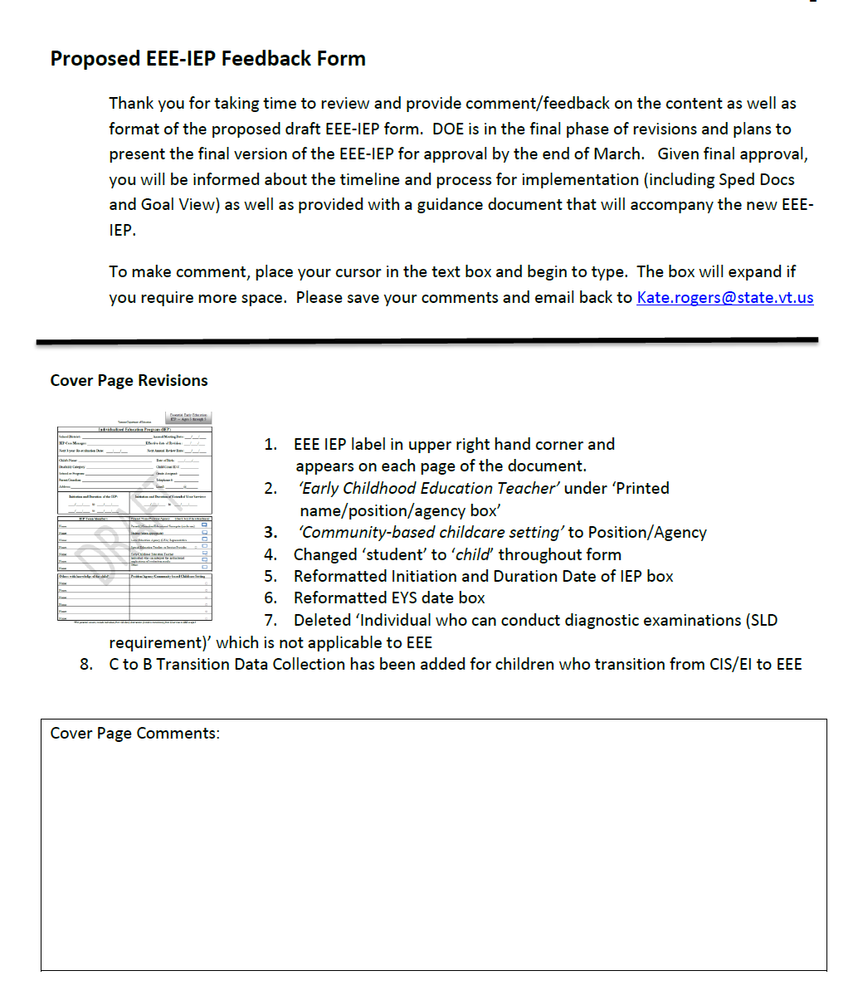 Proposed EEE-IEP Feedback Form
Thank you for taking time to review and provide comment/feedback on the content as well as
format of the proposed draft EEE-IEP form.  DOE is in the final phase of revisions and plans to
present the final version of the EEE-IEP for approval by the end of March.   Given final approval,
you will be informed about the timeline and process for implementation (including Sped Docs
and Goal View) as well as provided with a guidance document that will accompany the new EEE-
IEP.
To make comment, place your cursor in the text box and begin to type.  The box will expand if
you require more space.  Please save your comments and email back to Kate.rogers@state.vt.us
Cover Page Revisions
Individualized Education Program (IEP)
DRAFT
1. EEE IEP label in upper right hand corner and
appears on each page of the document.
2. ‘Early Childhood Education Teacher’ under ‘Printed
name/position/agency box’
3. ‘Community-based childcare setting’ to Position/Agency
4. Changed ‘student’ to ‘child’ throughout form
5. Reformatted Initiation and Duration Date of IEP box
6. Reformatted EYS date box
7. Deleted ‘Individual who can conduct diagnostic examinations (SLD
requirement)’ which is not applicable to EEE
8. C to B Transition Data Collection has been added for children who transition from CIS/EI to EEE
Cover Page Comments: